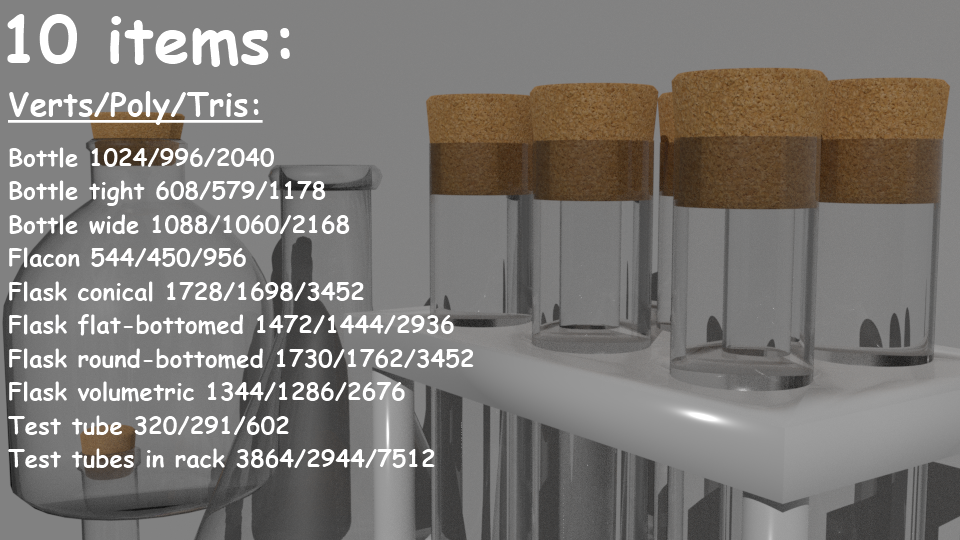 10 items:
Verts/Poly/Tris:
Bottle 1024/996/2040
Bottle tight 608/579/1178
Bottle wide 1088/1060/2168
Flacon 544/450/956
Flask conical 1728/1698/3452
Flask flat-bottomed 1472/1444/2936
Flask round-bottomed 1730/1762/3452
Flask volumetric 1344/1286/2676
Test tube 320/291/602
Test tubes in rack 3864/2944/7512